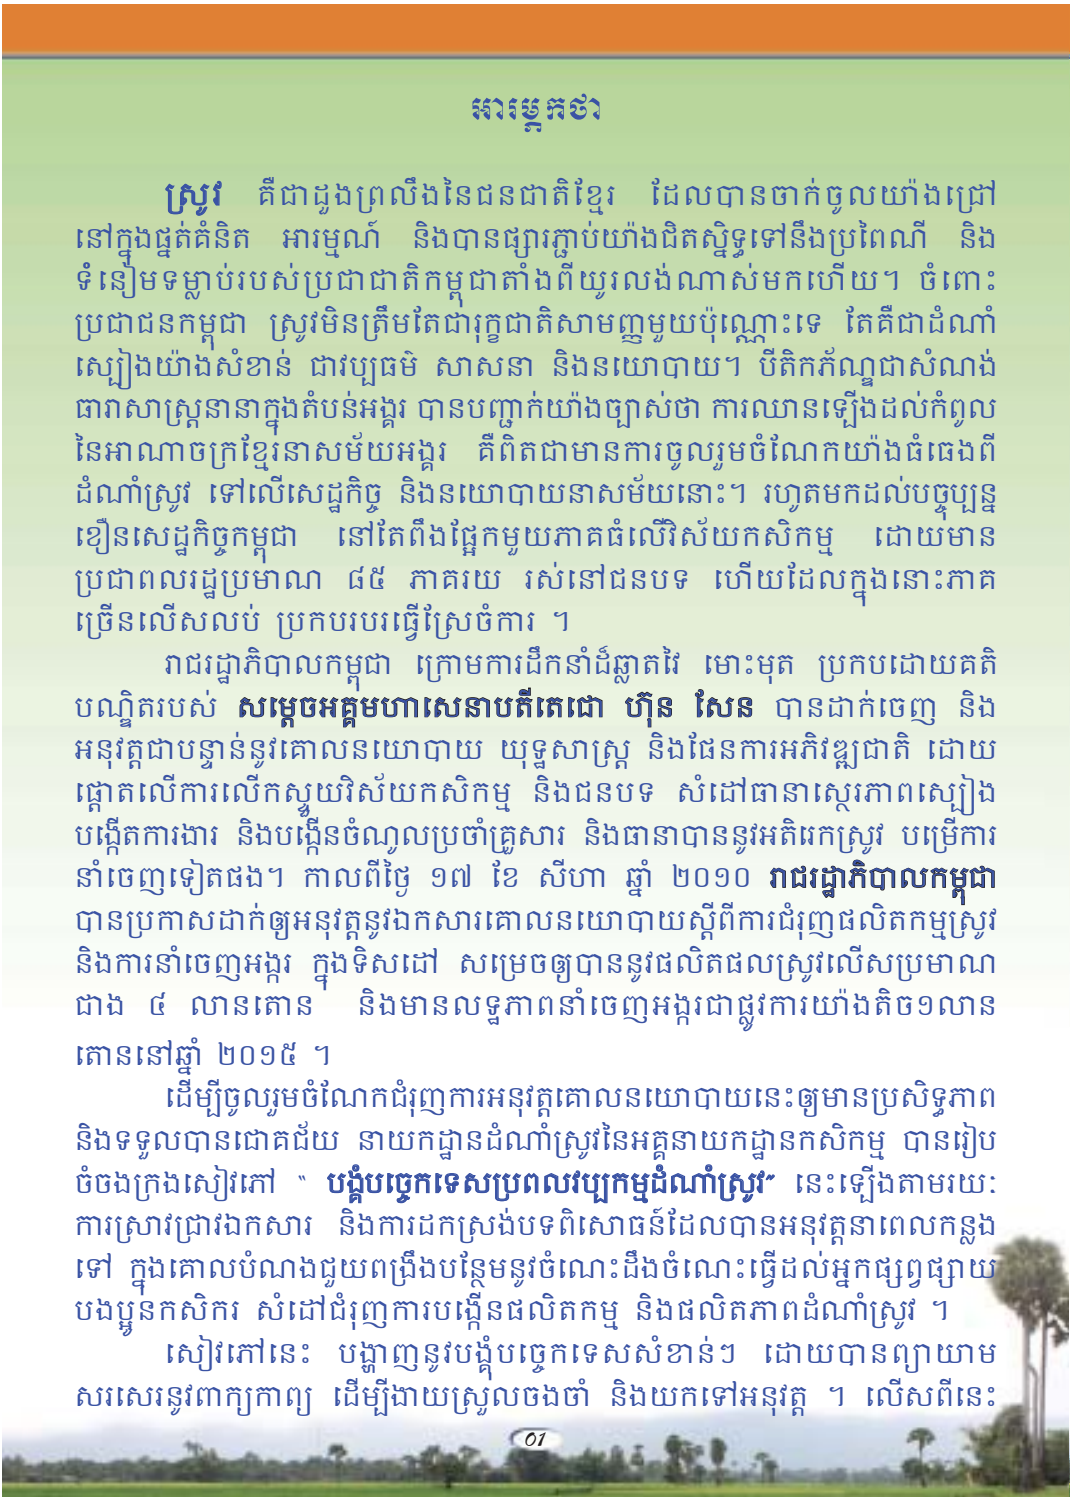 អារម្ភកថា
ស្រូវ គឺជាដួងព្រលឹងនៃជនជាតិខ្មែរ ដែលបានចាក់ចូលយ៉ាងជ្រៅ
នៅក្នុងផ្នត់គំនិត អារម្មណ៍ និងបានផ្សារភ្ជាប់យ៉ាងជិតស្និទ្ធទៅនឹងប្រពៃណី និង
ទំនៀមទម្លាប់របស់ប្រជាជាតិកម្ពុជាតាំងពីយូរលង់ណាស់មកហើយ។ ចំពោះ
ប្រជាជនកម្ពុជា ស្រូវមិនត្រឹមតែជារុក្ខជាតិសាមញ្ញមួយប៉ុណ្ណោះទេ តែគឺជាដំណាំ
ស្បៀងយ៉ាងសំខាន់ ជាវប្បធម៌ សាសនា និងនយោបាយ។ ប៉ីតិកភ័ណ្ឌជាសំណង់
ធារាសាស្ត្រនានាក្នុងតំបន់អង្គរ បានបញ្ជាក់យ៉ាងច្បាស់ថា ការឈានឡើងដល់កំពូល
នៃអាណាចក្រខ្មែរនាសម័យអង្គរ គឺពិតជាមានការចូលរួមចំណែកយ៉ាងធំធេងពី
ដំណាំស្រូវ ទៅលើសេដ្ឋកិច្ច និងនយោបាយនាសម័យនោះ។ រហូតមកដល់បច្ចុប្បន្ន
ខឿនសេដ្ឋកិច្ចកម្ពុជា នៅតែពឹងផ្អែកមួយភាគធំលើវិស័យកសិកម្ម ដោយមាន
ប្រជាពលរដ្ឋប្រមាណ ៨៥ ភាគរយ រស់នៅជនបទ ហើយដែលក្នុងនោះភាគ
ច្រើនលើសលប់ ប្រកបរបរធ្វើស្រែចំការ ។
រាជរដ្ឋាភិបាលកម្ពុជា ក្រោមការដឹកនាំដ៏ឆ្លាតវៃ មោះមុត ប្រកបដោយគតិ
បណ្ឌិតរបស់ សម្តេចអគ្គមហាសេនាបតីតេជោ ហ៊ុន សែន បានដាក់ចេញ និង
អនុវត្តជាបន្ទាន់នូវគោលនយោបាយ យុទ្ឋសាស្ត្រ និងផែនការអភិវឌ្ឍជាតិ ដោយ
ផ្តោតលើការលើកស្ទួយវិស័យកសិកម្ម និងជនបទ សំដៅធានាស្ថេរភាពស្បៀង
បង្កើតការងារ និងបង្កើនចំណូលប្រចាំគ្រួសារ និងធានាបាននូវអតិរេកស្រូវ បម្រើការ
នាំចេញទៀតផង។ កាលពីថ្ងៃ ១៧ ខែ សីហា ឆ្នាំ ២០១០ រាជរដ្ឋាភិបាលកម្ពុជា
បានប្រកាសដាក់ឲ្យអនុវត្តនូវឯកសារគោលនយោបាយស្តីពីការជំរុញផលិតកម្មស្រូវ
និងការនាំចេញអង្ករ ក្នុងទិសដៅ សម្រេចឲ្យបាននូវផលិតផលស្រូវលើសប្រមាណ
ជាង ៤ លានតោន និងមានលទ្ឋភាពនាំចេញអង្ករជាផ្លូវការយ៉ាងតិច១លាន
តោននៅឆ្នាំ ២០១៥ ។
ដើម្បីចូលរួមចំណែកជំរុញការអនុវត្តគោលនយោបាយនេះឲ្យមានប្រសិទ្ធភាព
និងទទួលបានជោគជ័យ នាយកដ្ឋានដំណាំស្រូវនៃអគ្គនាយកដ្ឋានកសិកម្ម បានរៀប
ចំចងក្រងសៀវភៅ “ បង្គុំបច្ចេកទេសប្រពលវប្បកម្មដំណាំស្រូវ” នេះឡើងតាមរយៈ
ការស្រាវជ្រាវឯកសារ និងការដកស្រង់បទពិសោធន៍ដែលបានអនុវត្តនាពេលកន្លង
ទៅ ក្នុងគោលបំណងជួយពង្រឹងបន្ថែមនូវចំណេះដឹងចំណេះធ្វើដល់អ្នកផ្សព្វផ្សាយ
បងប្អូនកសិករ សំដៅជំរុញការបង្កើនផលិតកម្ម និងផលិតភាពដំណាំស្រូវ ។
សៀវភៅនេះ បង្ហាញនូវបង្គុំបច្ចេកទេសសំខាន់ៗ ដោយបានព្យាយាម
សរសេរនូវពាក្យកាព្យ ដើម្បីងាយស្រួលចងចាំ និងយកទៅអនុវត្ត ។ លើសពីនេះ
01